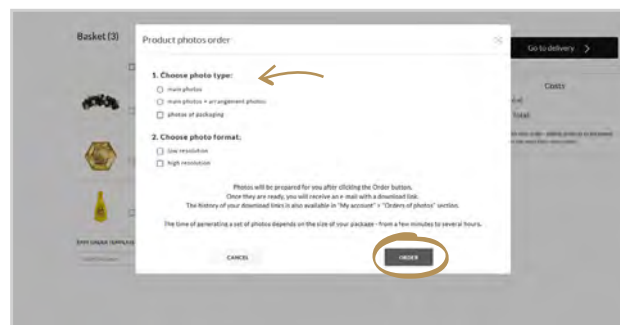 Basket (3)
Product photos order
Go to delivery
1. Choose photo type:
main photos
main photos + arrangement photos
photos of packaging
2. Choose photo format:
low resolution
high resolution
Photos will be prepared for you after clicking the Order button.
Once they are ready, you will receive an e-mail with a download link.
The history of your download links is also available in "My account" > "Orders of photos" section.
The time of generating a set of photos depends on the size of your package - from a few minutes to several hours.
CANCEL
ORDER
Costs
Total